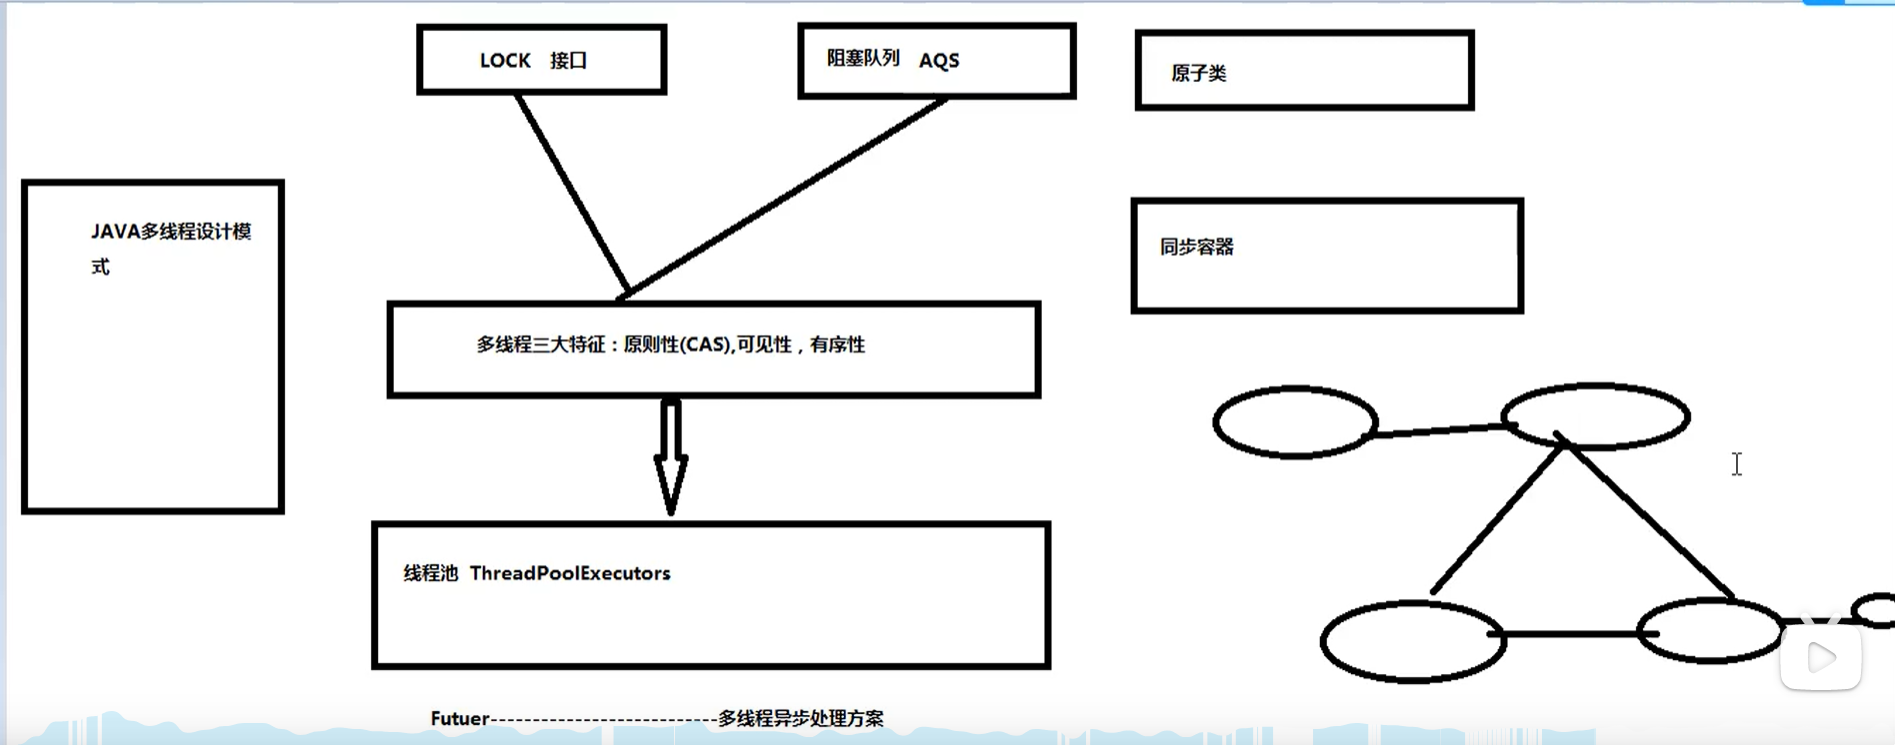 LOCK 接口
阻塞队列 AQS
原子类
JAVA多线程设计模
式
同步容器
多线程三大特征：原则性(CAS),可见性，有序性
线程池 ThreadPoolExecutors
Futuer---------------------------多线程异步处理方案